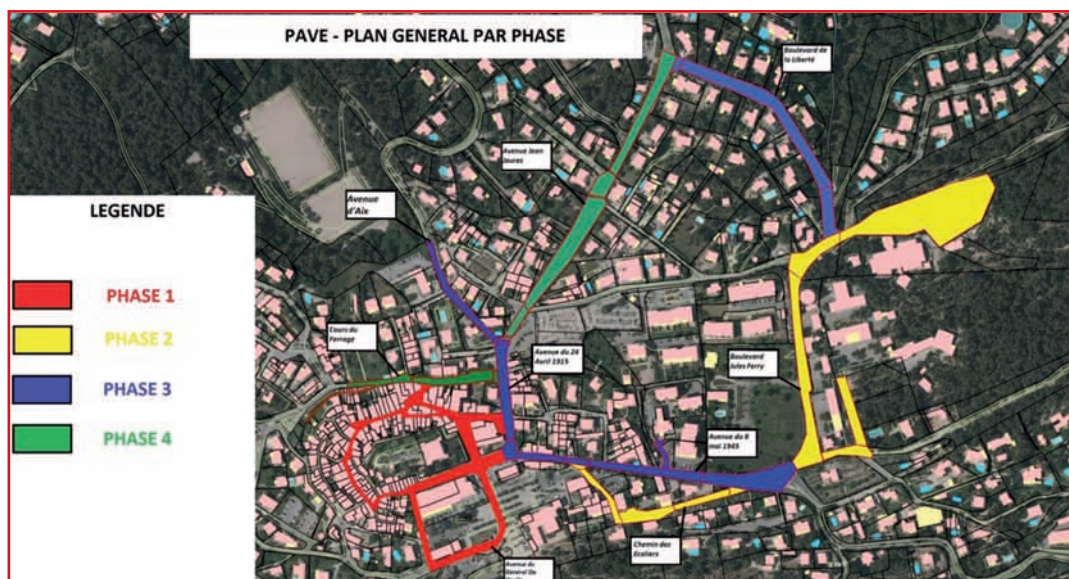 PAVE - PLAN GENERAL PAR PHASE
Boulevard de
la Liberté
Avenue Jean
Jaures
Avenue
d'Aix
LEGENDE
PHASE 1
PHASE 2
PHASE 3
PHASE 4
Cours du
Ferrage
Avenue du 24
Avril 1915
Boulevard
Jules Ferry
Avenue du 8
mai 1945
Chemin des
Ecoliers
Avenue du
Général De